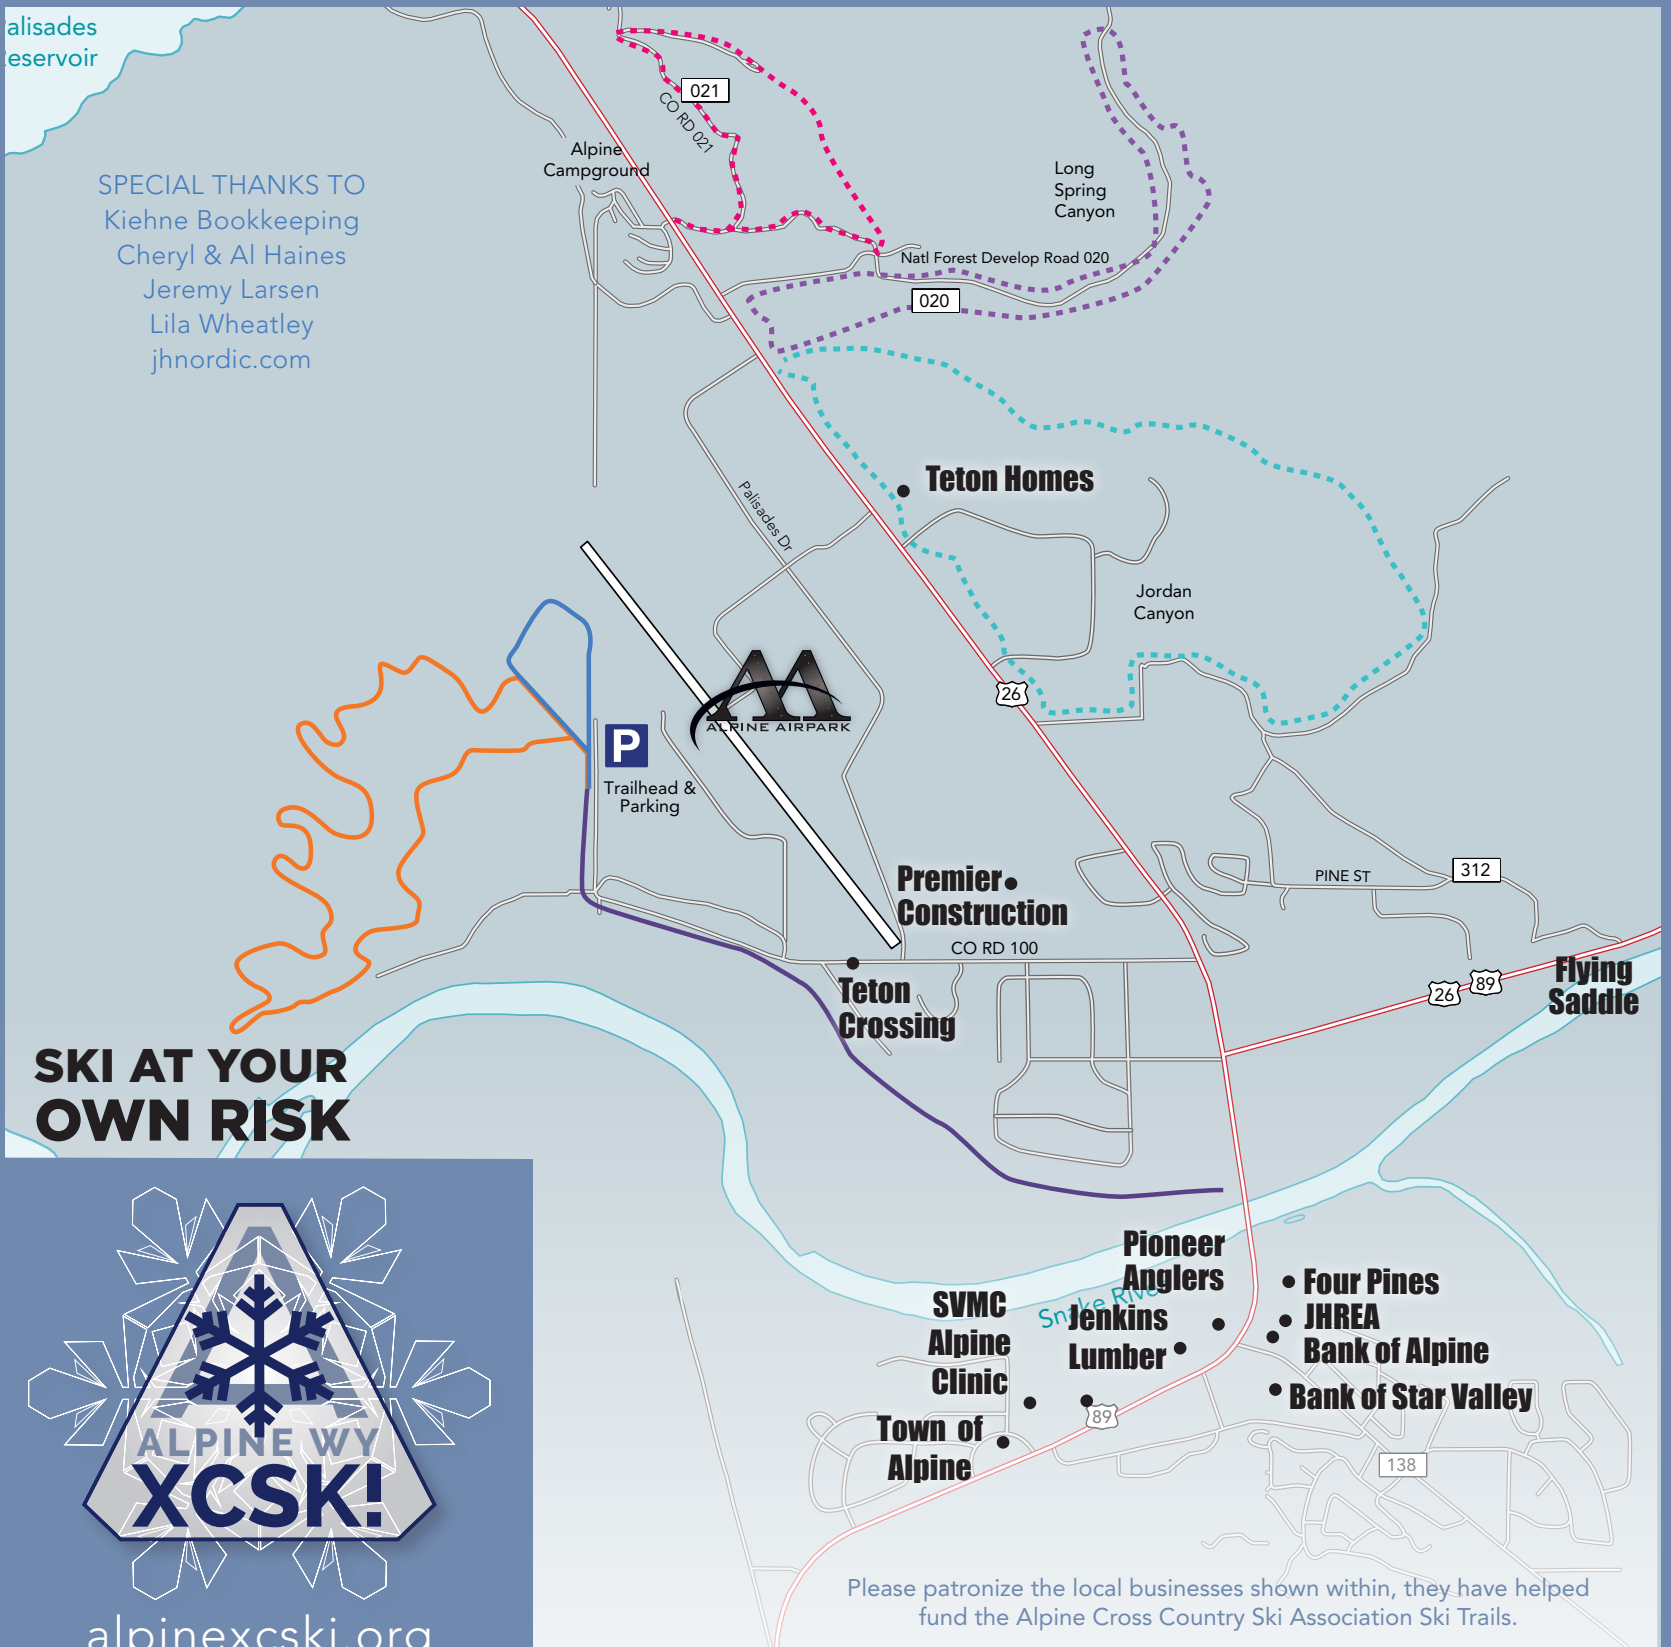 alisades
eservoir
SPECIAL THANKS TO
Kiehne Bookkeeping
Cheryl & Al Haines
Jeremy Larsen
Lila Wheatley
jhnordic.com
021
CO RD 021
Alpine
Campground
Long
Spring
Canyon
Natl Forest Develop Road 020
020
Teton Homes
Palisades Dr
Jordan
Canyon
26
ALPINE AIRPARK
P
Trailhead &
Parking
Premier
Construction
PINE ST
312
CO RD 100
Teton
Crossing
26
89
Flying
Saddle
SKI AT YOUR
OWN RISK
Pioneer
Anglers
Snake River
SVMC
Alpine
Clinic
Jenkins
Lumber
Four Pines
JHREA
Bank of Alpine
Bank of Star Valley
89
Town of
Alpine
138
ALPINE WY
XCSK!
alpinexcski.org
Please patronize the local businesses shown within, they have helped
fund the Alpine Cross Country Ski Association Ski Trails.